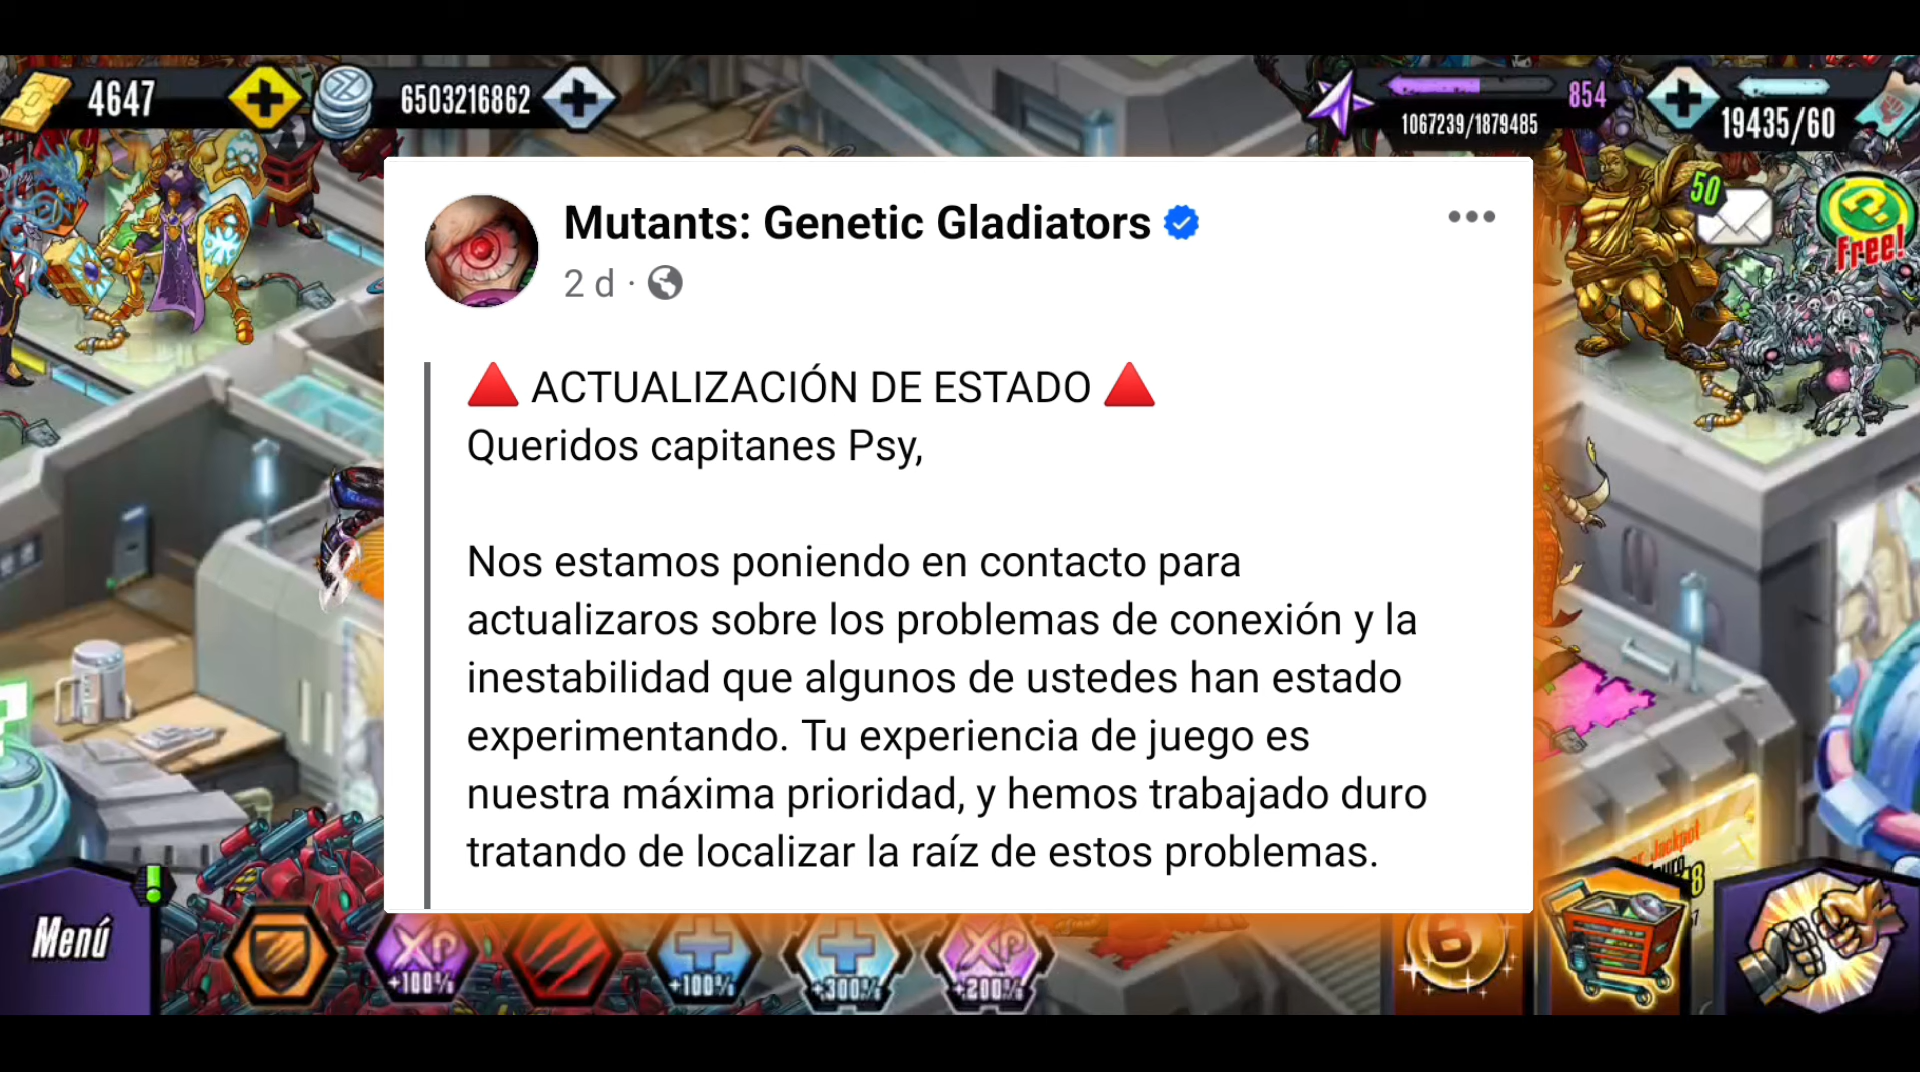 4647
6503216862
854
1067239/1879485
19435/60
50
Free!
Mutants: Genetic Gladiators
2 d ·
🔺 ACTUALIZACIÓN DE ESTADO 🔺
Queridos capitanes Psy,
Nos estamos poniendo en contacto para
actualizaros sobre los problemas de conexión y la
inestabilidad que algunos de ustedes han estado
experimentando. Tu experiencia de juego es
nuestra máxima prioridad, y hemos trabajado duro
tratando de localizar la raíz de estos problemas.
Jackpot
Menú
XP
+100%
+100%
+300%
XP
+200%
B